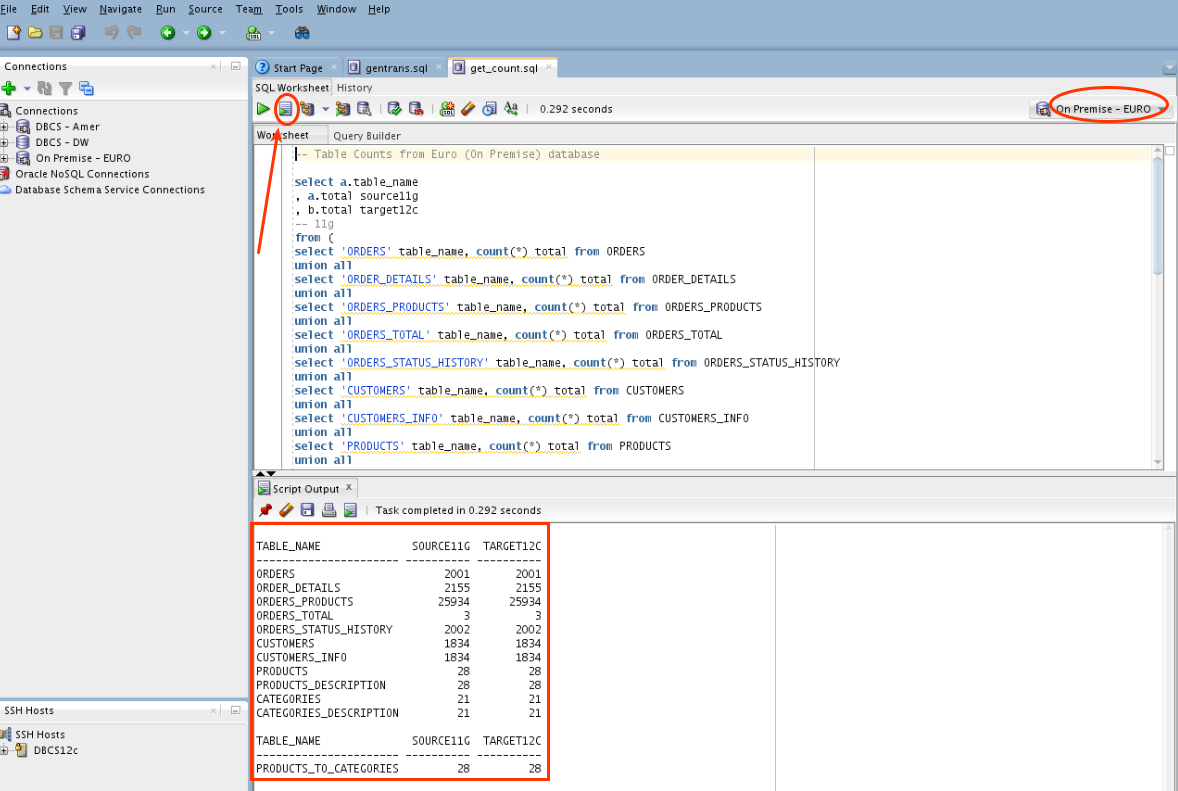 File Edit View Navigate Run Source Team Tools Window Help
Connections
Connections
DBCS - Amer
DBCS - DW
On Premise - EURO
Oracle NoSQL Connections
Database Schema Service Connections
SSH Hosts
SSH Hosts
DBCS12c
Start Page gentrans.sql get_count.sql
SQL Worksheet History
0.292 seconds On Premise - EURO
Worksheet Query Builder
-- Table Counts from Euro (On Premise) database
select a.table_name
, a.total source11g
, b.total target12c
-- 11g
from (
select 'ORDERS' table_name, count(*) total from ORDERS
union all
select 'ORDER_DETAILS' table_name, count(*) total from ORDER_DETAILS
union all
select 'ORDERS_PRODUCTS' table_name, count(*) total from ORDERS_PRODUCTS
union all
select 'ORDERS_TOTAL' table_name, count(*) total from ORDERS_TOTAL
union all
select 'ORDERS_STATUS_HISTORY' table_name, count(*) total from ORDERS_STATUS_HISTORY
union all
select 'CUSTOMERS' table_name, count(*) total from CUSTOMERS
union all
select 'CUSTOMERS_INFO' table_name, count(*) total from CUSTOMERS_INFO
union all
select 'PRODUCTS' table_name, count(*) total from PRODUCTS
union all
Script Output
Task completed in 0.292 seconds
TABLE_NAME SOURCE11G TARGET12C
---------------------- ---------- ----------
ORDERS 2001 2001
ORDER_DETAILS 2155 2155
ORDERS_PRODUCTS 25934 25934
ORDERS_TOTAL 3 3
ORDERS_STATUS_HISTORY 2002 2002
CUSTOMERS 1834 1834
CUSTOMERS_INFO 1834 1834
PRODUCTS 28 28
PRODUCTS_DESCRIPTION 28 28
CATEGORIES 21 21
CATEGORIES_DESCRIPTION 21 21
TABLE_NAME SOURCE11G TARGET12C
---------------------- ---------- ----------
PRODUCTS_TO_CATEGORIES 28 28